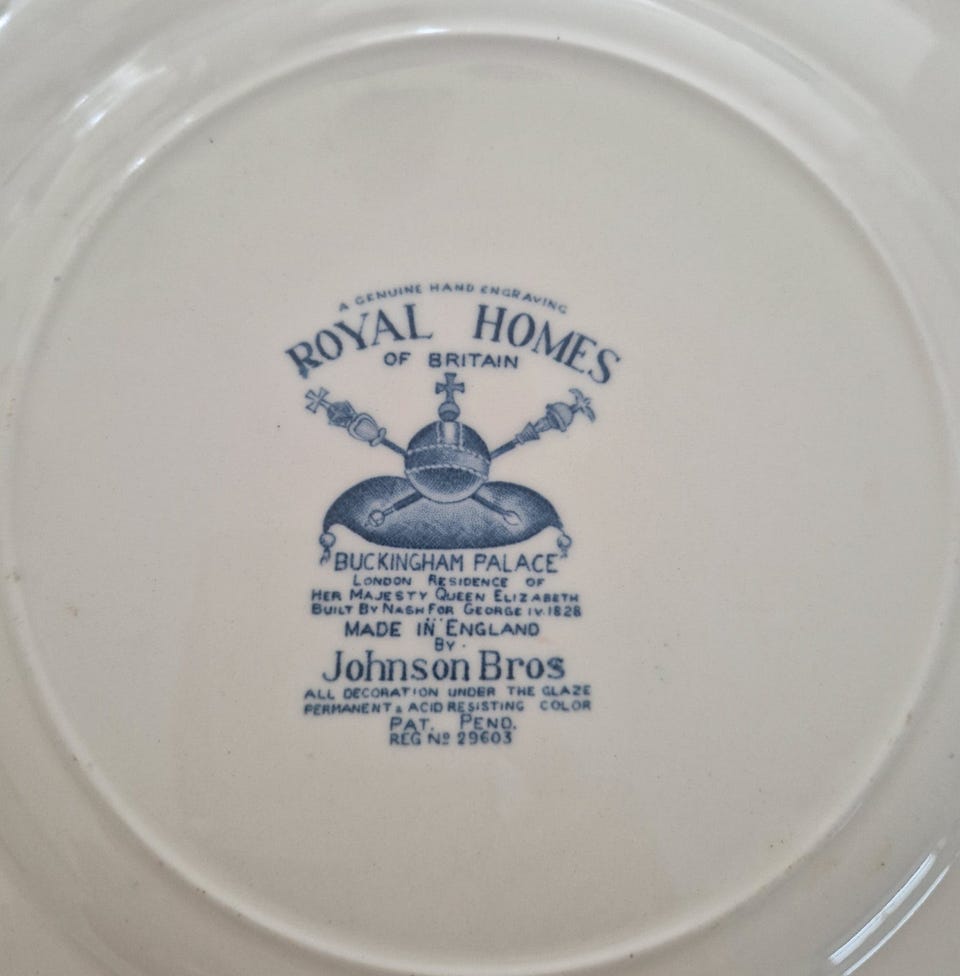 A GENUINE HAND ENGRAVING
ROYAL HOMES
OF BRITAIN
"BUCKINGHAM PALACE"
LONDON RESIDENCE OF
HER MAJESTY QUEEN ELIZABETH
BUILT BY NASH FOR GEORGE IV. 1828
MADE IN ENGLAND
BY
Johnson Bros
ALL DECORATION UNDER THE GLAZE
PERMANENT & ACID RESISTING COLOR
PAT. PEND.
REG Nº 29603